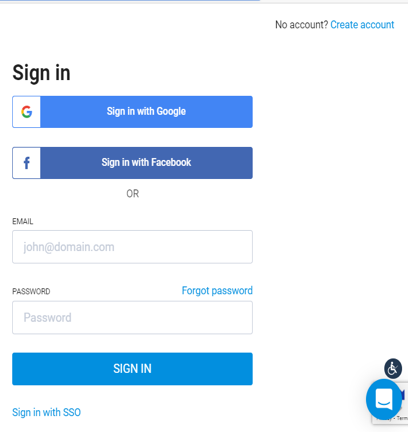 No account? Create account
Sign in
Sign in with Google
Sign in with Facebook
OR
EMAIL
john@domain.com
PASSWORD Forgot password
Password
SIGN IN
Sign in with SSO